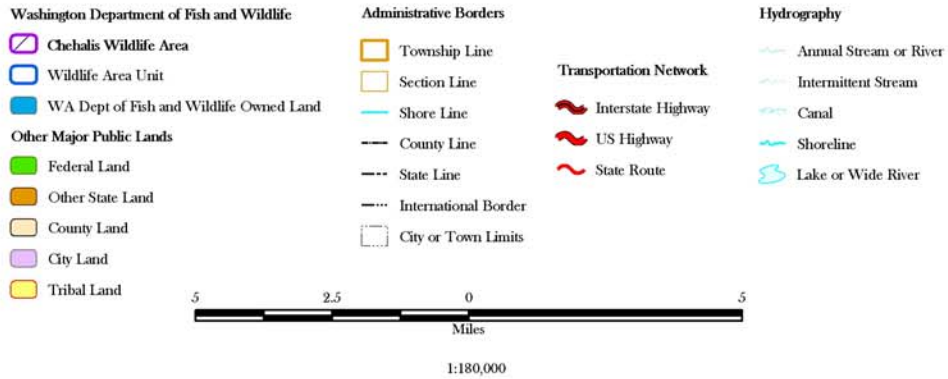 Washington Department of Fish and Wildlife
Chehalis Wildlife Area
Wildlife Area Unit
WA Dept of Fish and Wildlife Owned Land
Other Major Public Lands
Federal Land
Other State Land
County Land
City Land
Tribal Land
Administrative Borders
Township Line
Section Line
Shore Line
County Line
State Line
International Border
City or Town Limits
Transportation Network
Interstate Highway
US Highway
State Route
Hydrography
Annual Stream or River
Intermittent Stream
Canal
Shoreline
Lake or Wide River
5 2.5 0 5
Miles
1:180,000